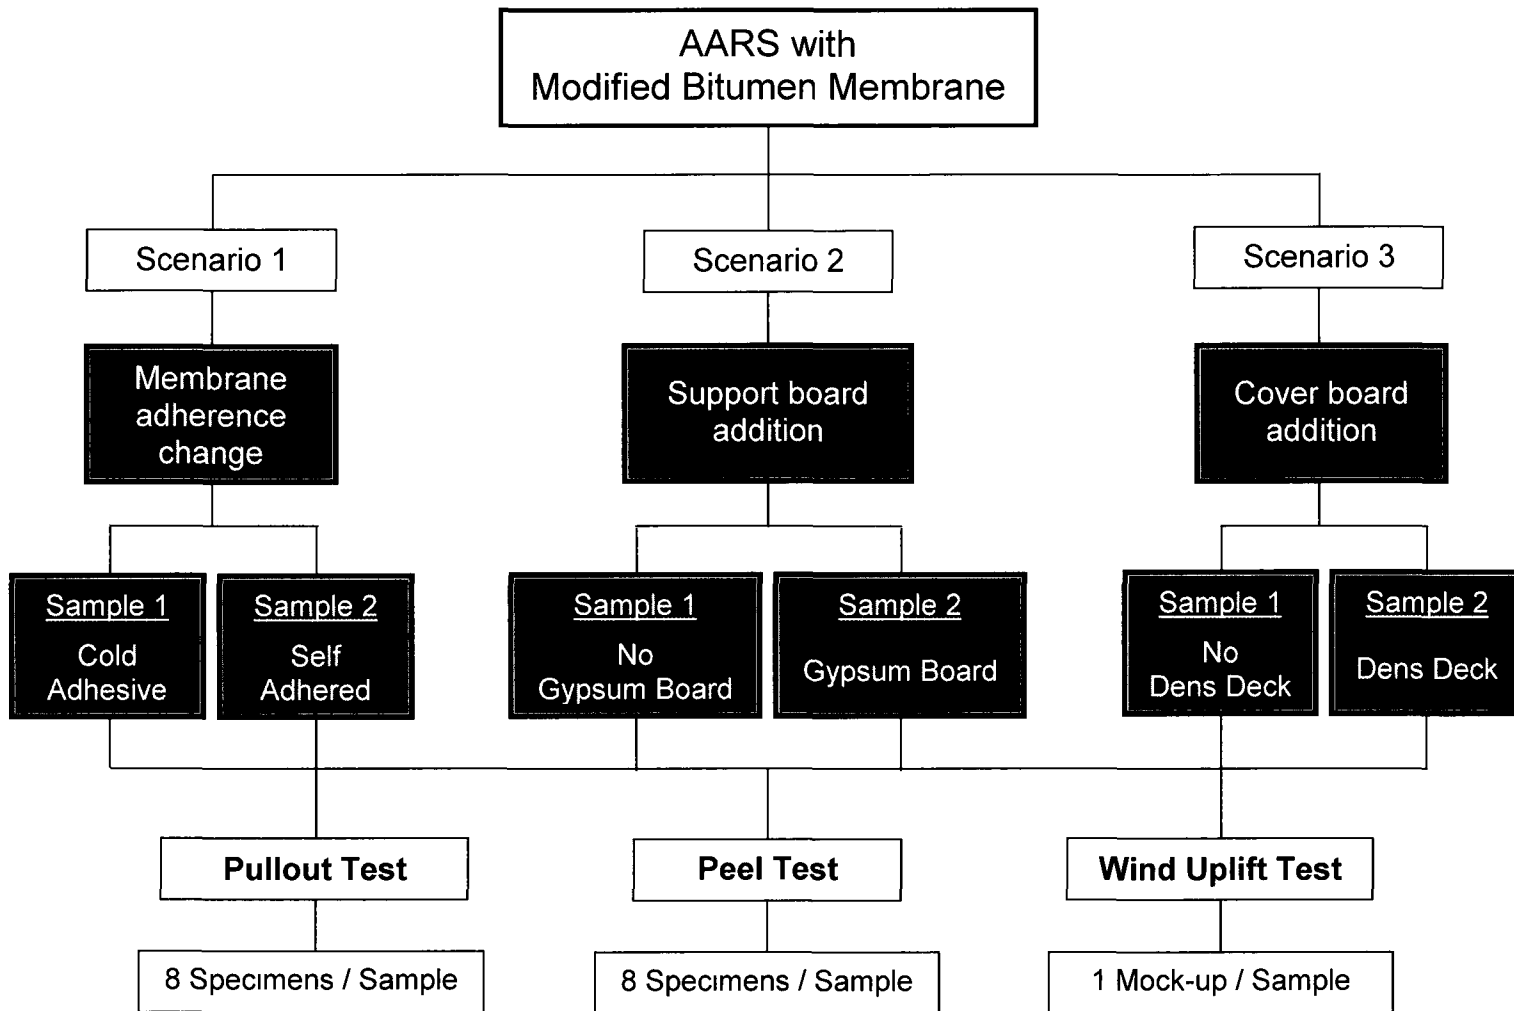 AARS with
Modified Bitumen Membrane
Scenario 1
Scenario 2
Scenario 3
Membrane
adherence
change
Support board
addition
Cover board
addition
Sample 1
Cold
Adhesive
Sample 2
Self
Adhered
Sample 1
No
Gypsum Board
Sample 2
Gypsum Board
Sample 1
No
Dens Deck
Sample 2
Dens Deck
Pullout Test
Peel Test
Wind Uplift Test
8 Specimens / Sample
8 Specimens / Sample
1 Mock-up / Sample